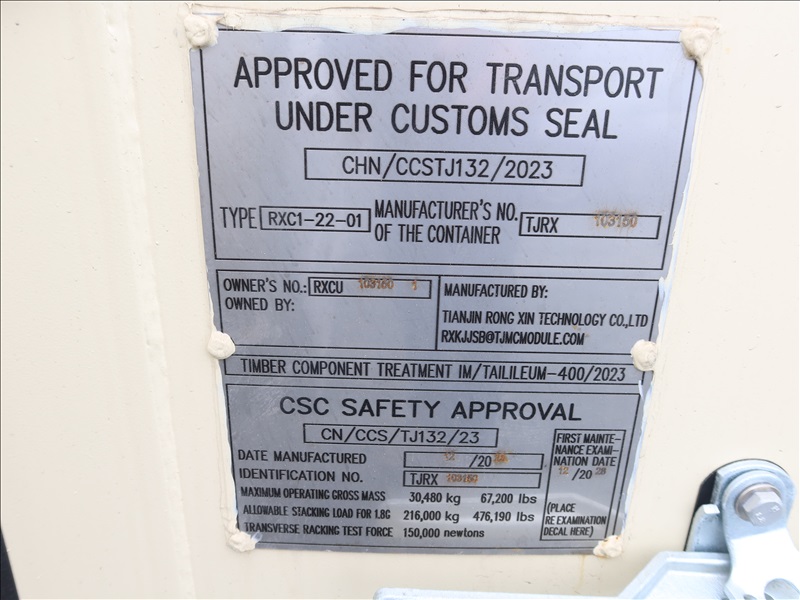 APPROVED FOR TRANSPORT
UNDER CUSTOMS SEAL
CHN/CCSTJ132/2023
TYPE RXC1-22-01 MANUFACTURER'S NO. OF THE CONTAINER TJRX 103160
OWNER'S NO.: RXCU 103160
OWNED BY:
MANUFACTURED BY:
TIANJIN RONG XIN TECHNOLOGY CO.,LTD
RXKJJSB@TJMCMODULE.COM
TIMBER COMPONENT TREATMENT IM/TAILILEUM-400/2023
CSC SAFETY APPROVAL
CN/CCS/TJ132/23
DATE MANUFACTURED 12 /20
IDENTIFICATION NO. TJRX 103160
MAXIMUM OPERATING GROSS MASS 30,480 kg 67,200 lbs
ALLOWABLE STACKING LOAD FOR 1.8G 216,000 kg 476,190 lbs
TRANSVERSE RACKING TEST FORCE 150,000 newtons
FIRST MAINTE-
NANCE EXAMI-
NATION DATE
12 /20 28
(PLACE
RE EXAMINATION
DECAL HERE)